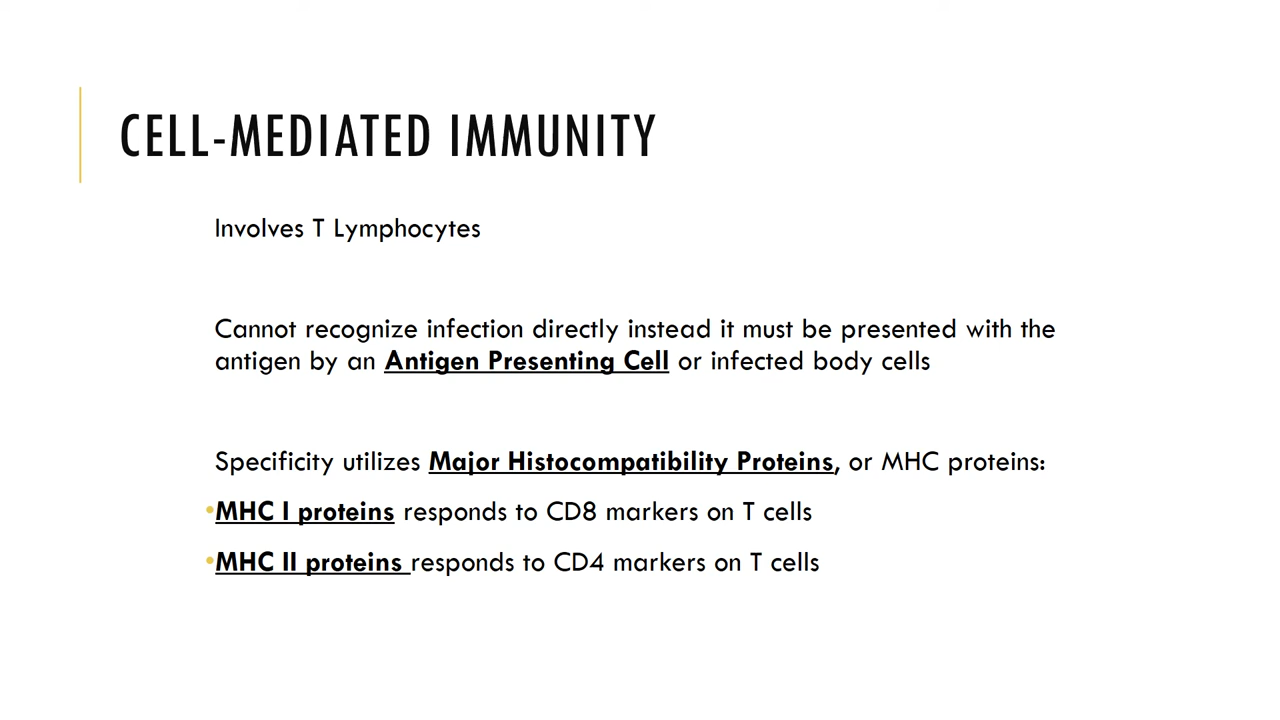 CELL-MEDIATED IMMUNITY
Involves T Lymphocytes
Cannot recognize infection directly instead it must be presented with the
antigen by an Antigen Presenting Cell or infected body cells
Specificity utilizes Major Histocompatibility Proteins, or MHC proteins:
•MHC I proteins responds to CD8 markers on T cells
•MHC II proteins responds to CD4 markers on T cells